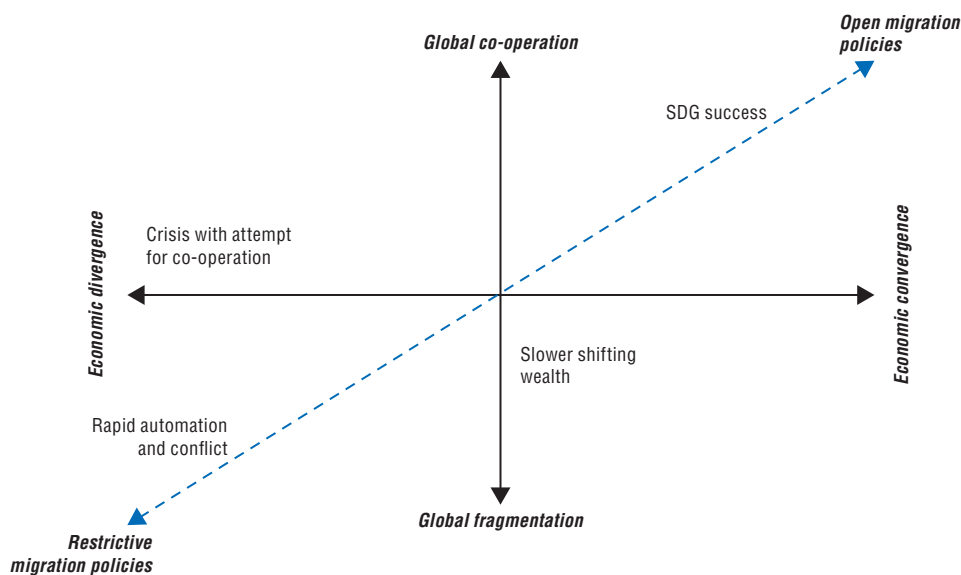 Open migration
policies
Global co-operation
SDG success
Economic divergence
Crisis with attempt
for co-operation
Economic convergence
Slower shifting
wealth
Rapid automation
and conflict
Global fragmentation
Restrictive
migration policies